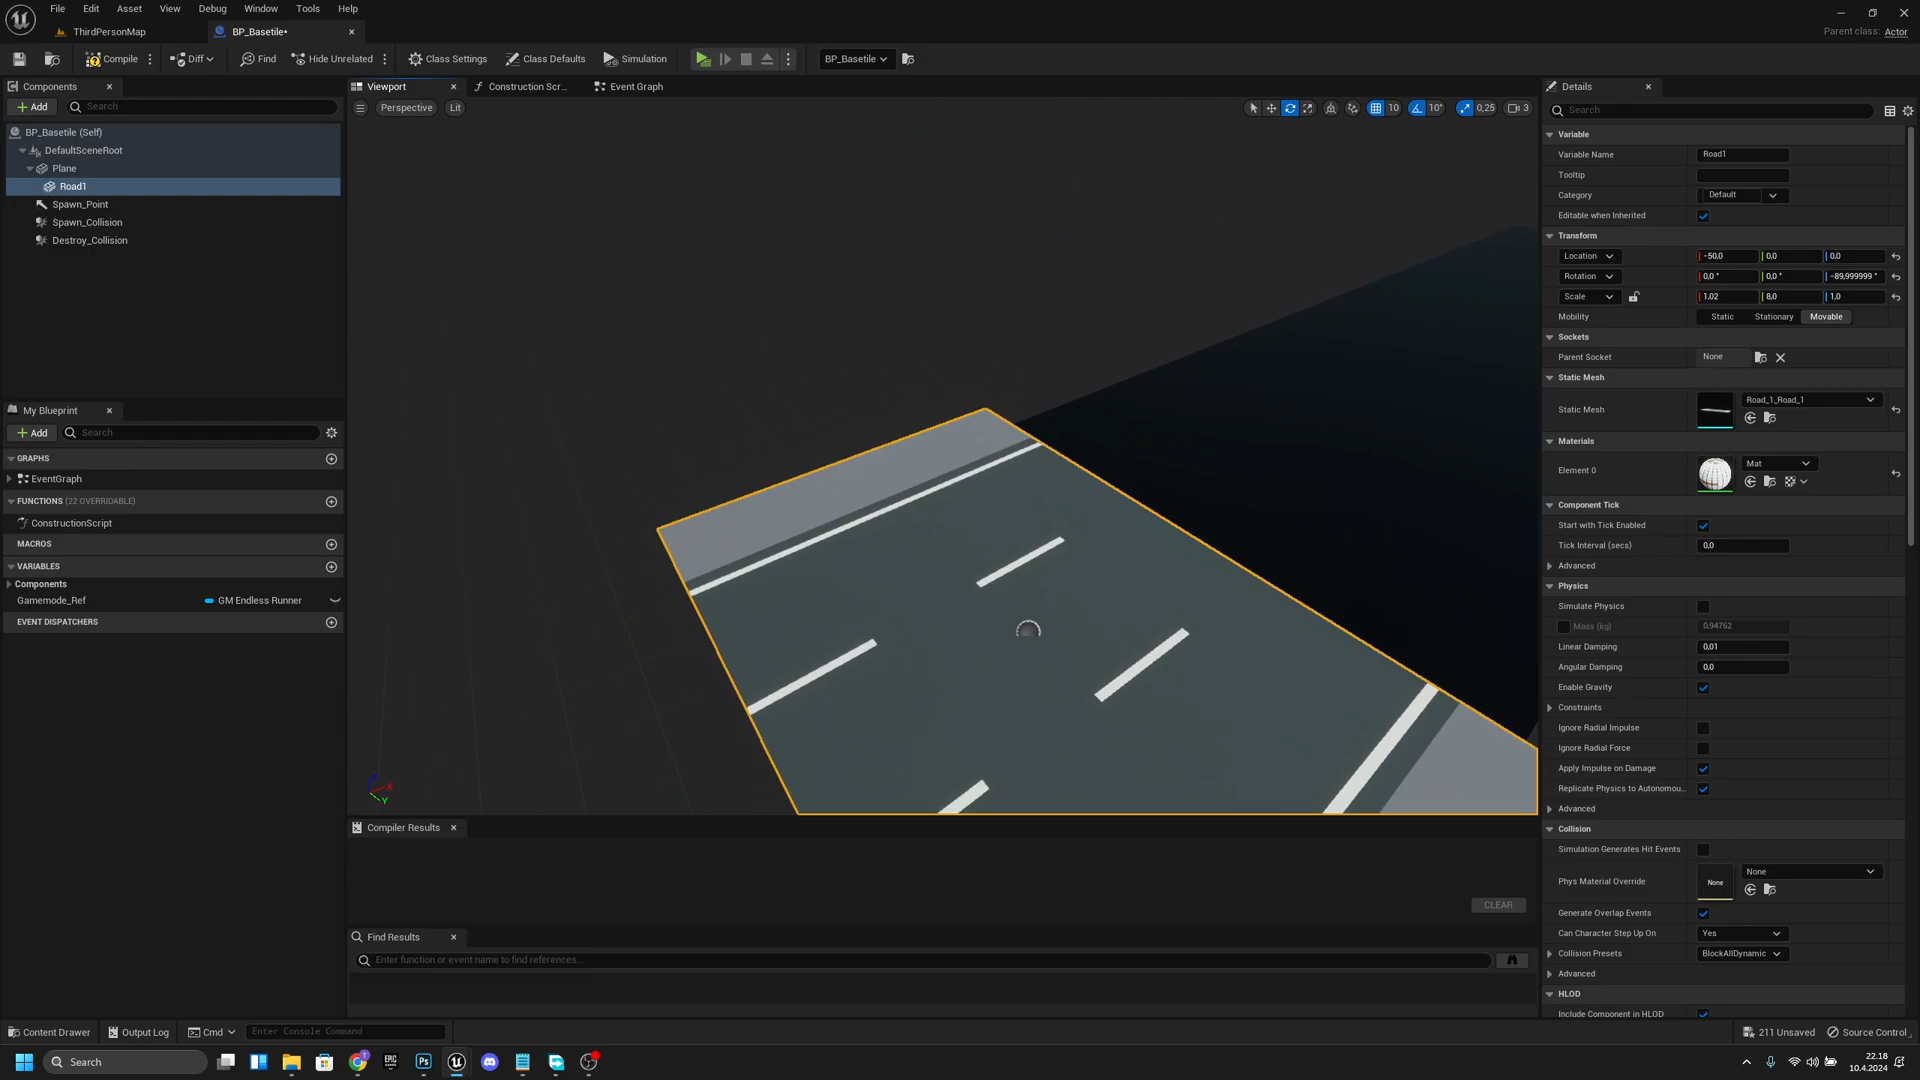 File Edit Asset View Debug Window Tools Help
ThirdPersonMap
BP_Basetile•
Parent class: Actor
Compile
Diff
Find
Hide Unrelated
Class Settings
Class Defaults
Simulation
BP_Basetile
Components
Add
Search
BP_Basetile (Self)
DefaultSceneRoot
Plane
Road1
Spawn_Point
Spawn_Collision
Destroy_Collision
My Blueprint
Add
Search
GRAPHS
EventGraph
FUNCTIONS (22 OVERRIDABLE)
ConstructionScript
MACROS
VARIABLES
Components
Gamemode_Ref
GM Endless Runner
EVENT DISPATCHERS
Viewport
Construction Scr...
Event Graph
Perspective
Lit
10
10°
0,25
3
Z
X
Y
Compiler Results
CLEAR
Find Results
Enter function or event name to find references...
Details
Search
Variable
Variable Name
Road1
Tooltip
Category
Default
Editable when Inherited
Transform
Location
-50,0
0,0
0,0
Rotation
0,0 °
0,0 °
-89,999999 °
Scale
1,02
8,0
1,0
Mobility
Static
Stationary
Movable
Sockets
Parent Socket
None
Static Mesh
Static Mesh
Road_1_Road_1
Materials
Element 0
Mat
Component Tick
Start with Tick Enabled
Tick Interval (secs)
0,0
Advanced
Physics
Simulate Physics
Mass (kg)
0,94762
Linear Damping
0,01
Angular Damping
0,0
Enable Gravity
Constraints
Ignore Radial Impulse
Ignore Radial Force
Apply Impulse on Damage
Replicate Physics to Autonomou...
Advanced
Collision
Simulation Generates Hit Events
Phys Material Override
None
None
Generate Overlap Events
Can Character Step Up On
Yes
Collision Presets
BlockAllDynamic
Advanced
HLOD
Include Component in HLOD
Content Drawer
Output Log
Cmd
Enter Console Command
211 Unsaved
Source Control
Search
EPIC
Ps
22.18
10.4.2024